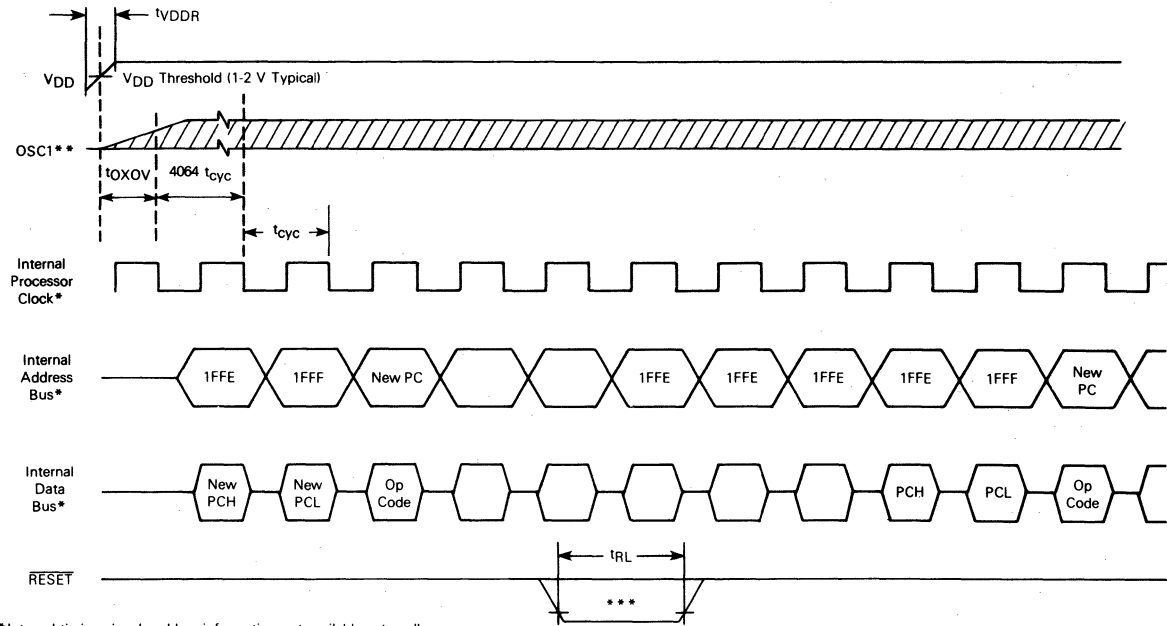 tVDDR
VDD
VDD Threshold (1-2 V Typical)
OSC1**
tOXOV
4064 tcyc
tcyc
Internal
Processor
Clock*
Internal
Address
Bus*
1FFE
1FFF
New PC
1FFE
1FFE
1FFE
1FFE
1FFF
New
PC
Internal
Data
Bus*
New
PCH
New
PCL
Op
Code
PCH
PCL
Op
Code
tRL
RESET
***